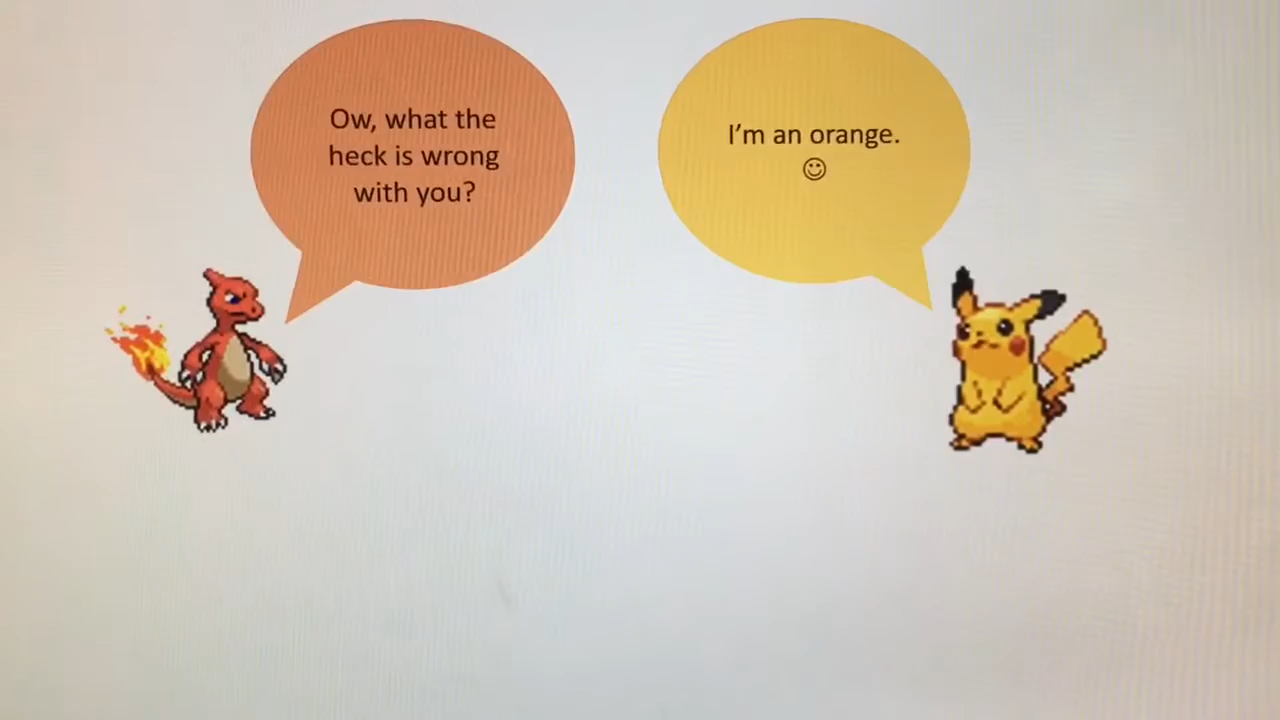 Ow, what the
heck is wrong
with you?
I'm an orange.
☺